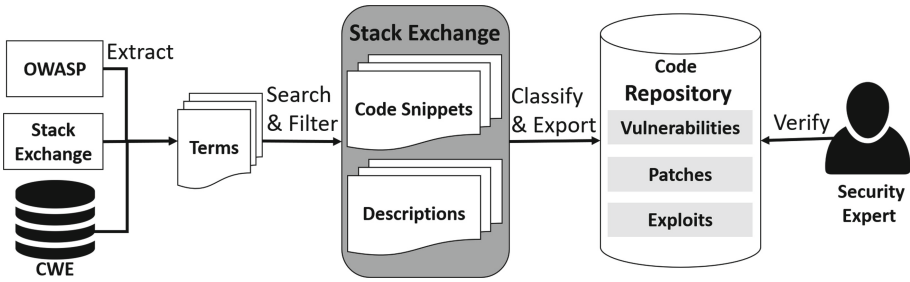 OWASP
Extract
Stack
Exchange
CWE
Terms
Search
& Filter
Stack Exchange
Code Snippets
Descriptions
Classify
& Export
Code
Repository
Vulnerabilities
Patches
Exploits
Verify
Security
Expert